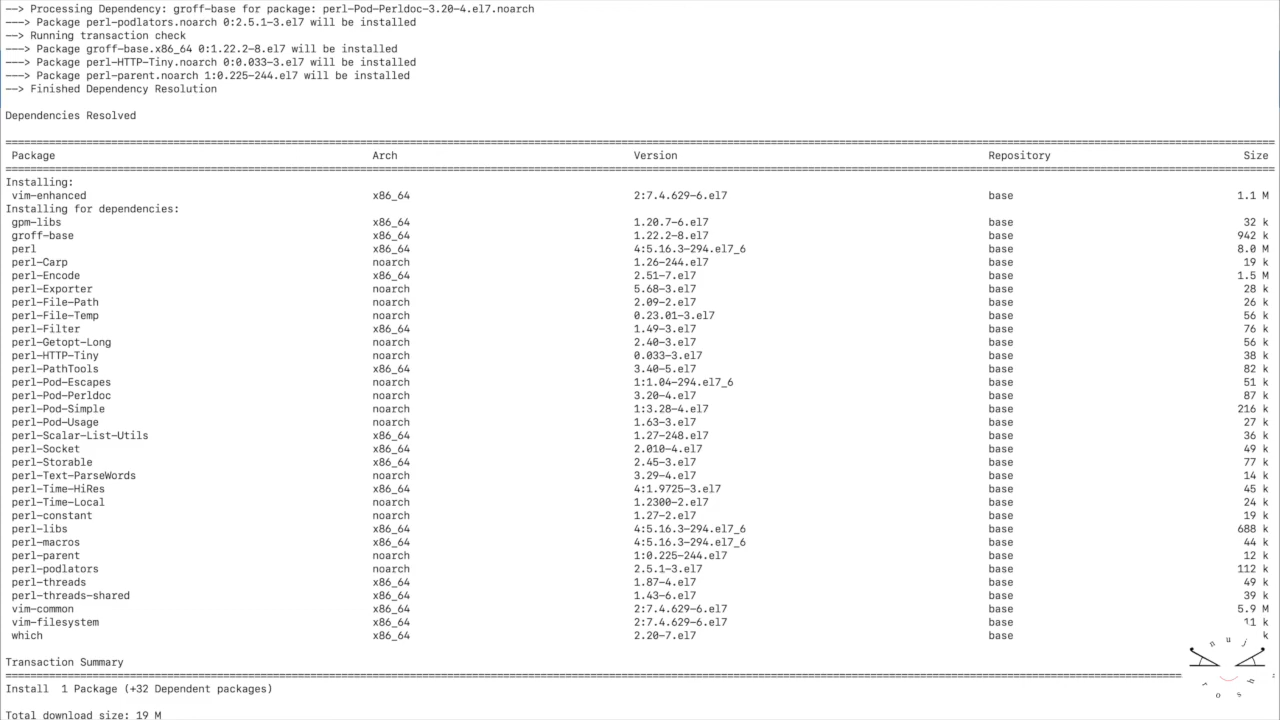 --> Processing Dependency: groff-base for package: perl-Pod-Perldoc-3.20-4.el7.noarch
---> Package perl-podlators.noarch 0:2.5.1-3.el7 will be installed
--> Running transaction check
---> Package groff-base.x86_64 0:1.22.2-8.el7 will be installed
---> Package perl-HTTP-Tiny.noarch 0:0.033-3.el7 will be installed
---> Package perl-parent.noarch 1:0.225-244.el7 will be installed
--> Finished Dependency Resolution
Dependencies Resolved
Package Arch Version Repository Size
Installing:
vim-enhanced x86_64 2:7.4.629-6.el7 base 1.1 M
Installing for dependencies:
gpm-libs x86_64 1.20.7-6.el7 base 32 k
groff-base x86_64 1.22.2-8.el7 base 942 k
perl x86_64 4:5.16.3-294.el7_6 base 8.0 M
perl-Carp noarch 1.26-244.el7 base 19 k
perl-Encode x86_64 2.51-7.el7 base 1.5 M
perl-Exporter noarch 5.68-3.el7 base 28 k
perl-File-Path noarch 2.09-2.el7 base 26 k
perl-File-Temp noarch 0.23.01-3.el7 base 56 k
perl-Filter x86_64 1.49-3.el7 base 76 k
perl-Getopt-Long noarch 2.40-3.el7 base 56 k
perl-HTTP-Tiny noarch 0.033-3.el7 base 38 k
perl-PathTools x86_64 3.40-5.el7 base 82 k
perl-Pod-Escapes noarch 1:1.04-294.el7_6 base 51 k
perl-Pod-Perldoc noarch 3.20-4.el7 base 87 k
perl-Pod-Simple noarch 1:3.28-4.el7 base 216 k
perl-Pod-Usage noarch 1.63-3.el7 base 27 k
perl-Scalar-List-Utils x86_64 1.27-248.el7 base 36 k
perl-Socket x86_64 2.010-4.el7 base 49 k
perl-Storable x86_64 2.45-3.el7 base 77 k
perl-Text-ParseWords noarch 3.29-4.el7 base 14 k
perl-Time-HiRes x86_64 4:1.9725-3.el7 base 45 k
perl-Time-Local noarch 1.2300-2.el7 base 24 k
perl-constant noarch 1.27-2.el7 base 19 k
perl-libs x86_64 4:5.16.3-294.el7_6 base 688 k
perl-macros x86_64 4:5.16.3-294.el7_6 base 44 k
perl-parent noarch 1:0.225-244.el7 base 12 k
perl-podlators noarch 2.5.1-3.el7 base 112 k
perl-threads x86_64 1.87-4.el7 base 49 k
perl-threads-shared x86_64 1.43-6.el7 base 39 k
vim-common x86_64 2:7.4.629-6.el7 base 5.9 M
vim-filesystem x86_64 2:7.4.629-6.el7 base 11 k
which x86_64 2.20-7.el7 base k
n u j
r o s h
Transaction Summary
Install 1 Package (+32 Dependent packages)
Total download size: 19 M